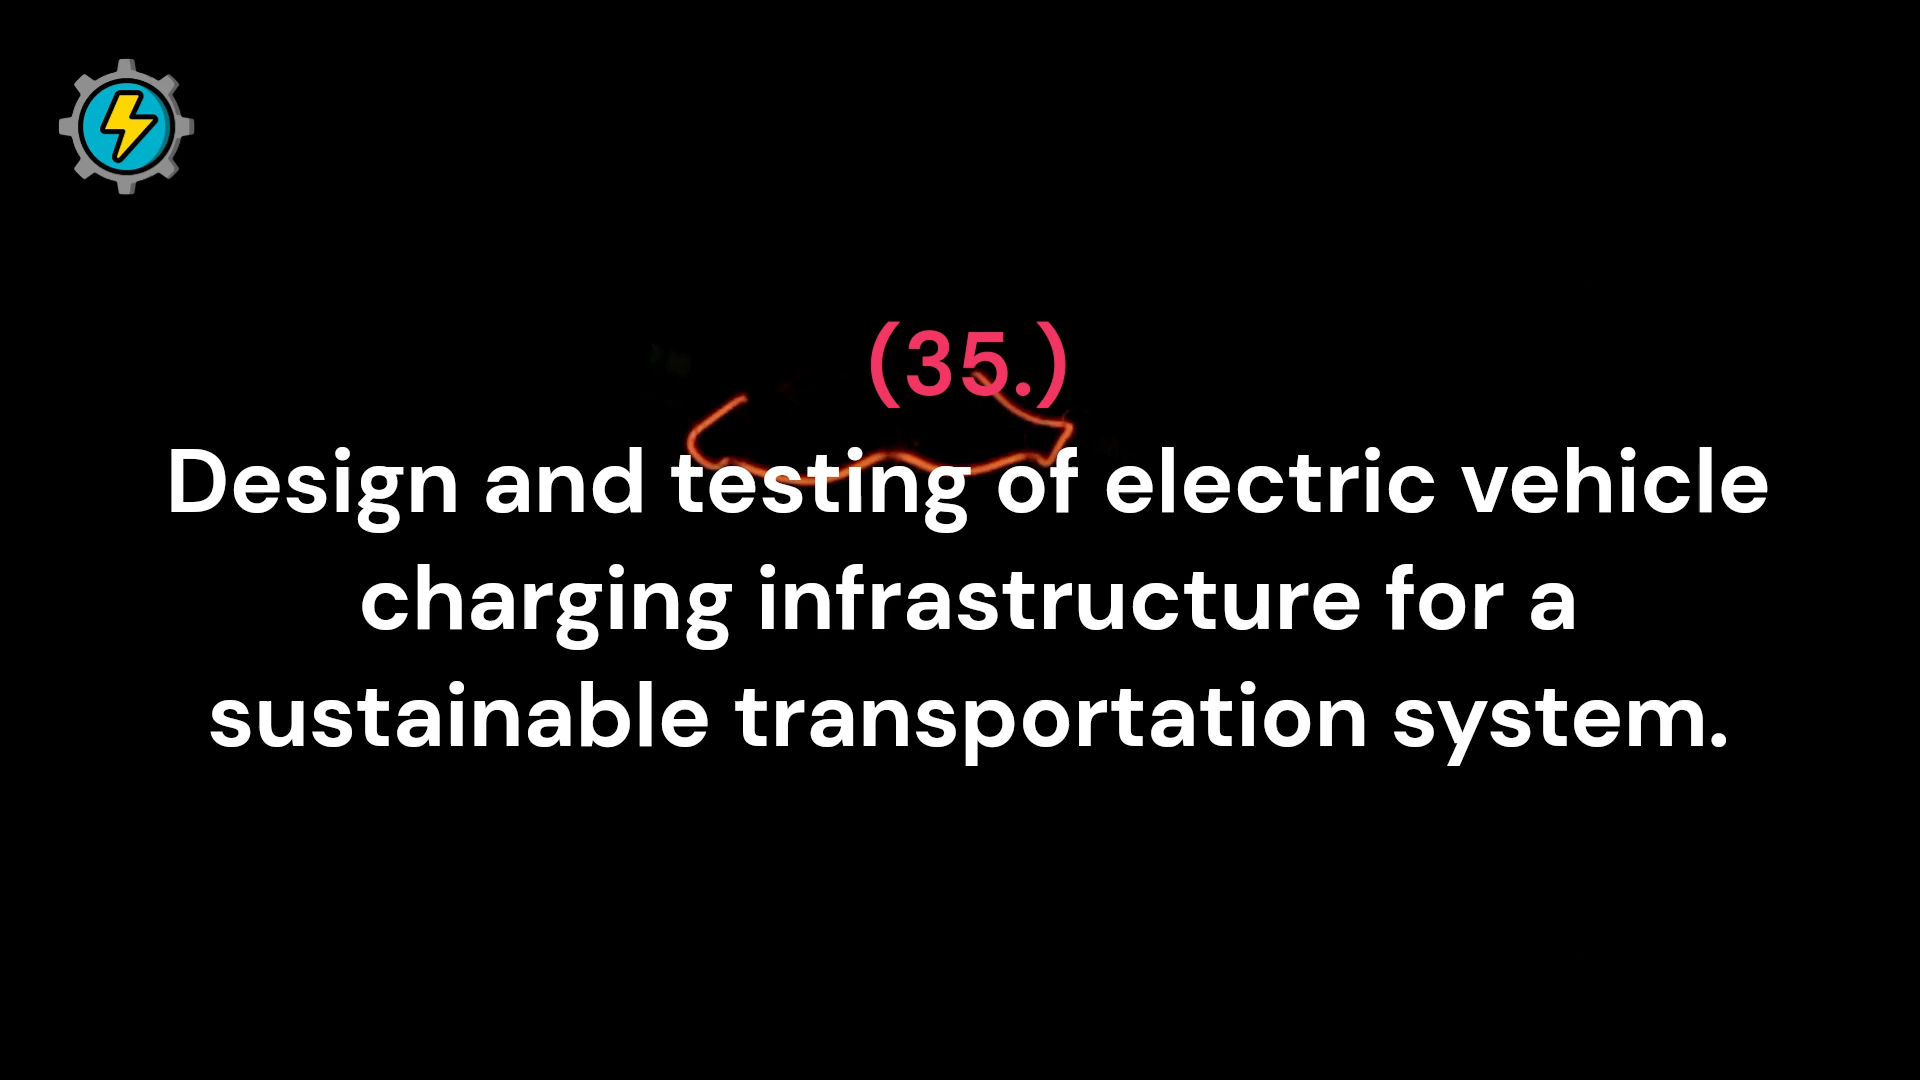 (35.)
Design and testing of electric vehicle
charging infrastructure for a
sustainable transportation system.